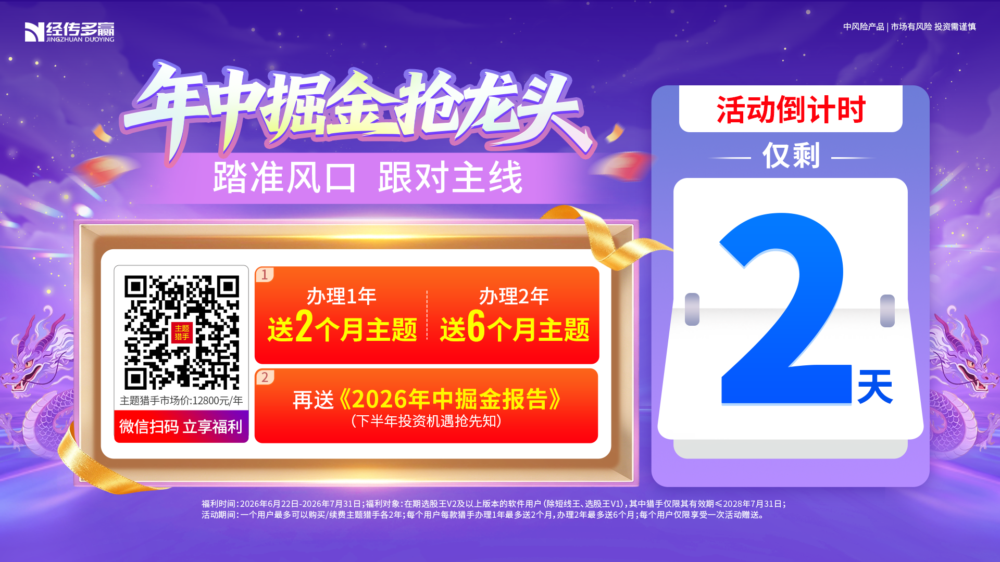 经传多赢
JINGZHUAN DUOYING
中风险产品 | 市场有风险 投资需谨慎
年中掘金抢龙头
踏准风口 跟对主线
主题
猎手
主题猎手市场价:12800元/年
微信扫码 立享福利
1
办理1年
送2个月主题
办理2年
送6个月主题
2
再送《2026年中掘金报告》
(下半年投资机遇抢先知)
活动倒计时
仅剩
2天
福利时间:2026年6月22日-2026年7月31日;福利对象:在期选股王V2及以上版本的软件用户(除短线王、选股王V1),其中猎手仅限其有效期≤2028年7月31日;
活动期间:一个用户最多可以购买/续费主题猎手各2年;每个用户每款猎手办理1年最多送2个月,办理2年最多送6个月;每个用户仅限享受一次活动赠送。